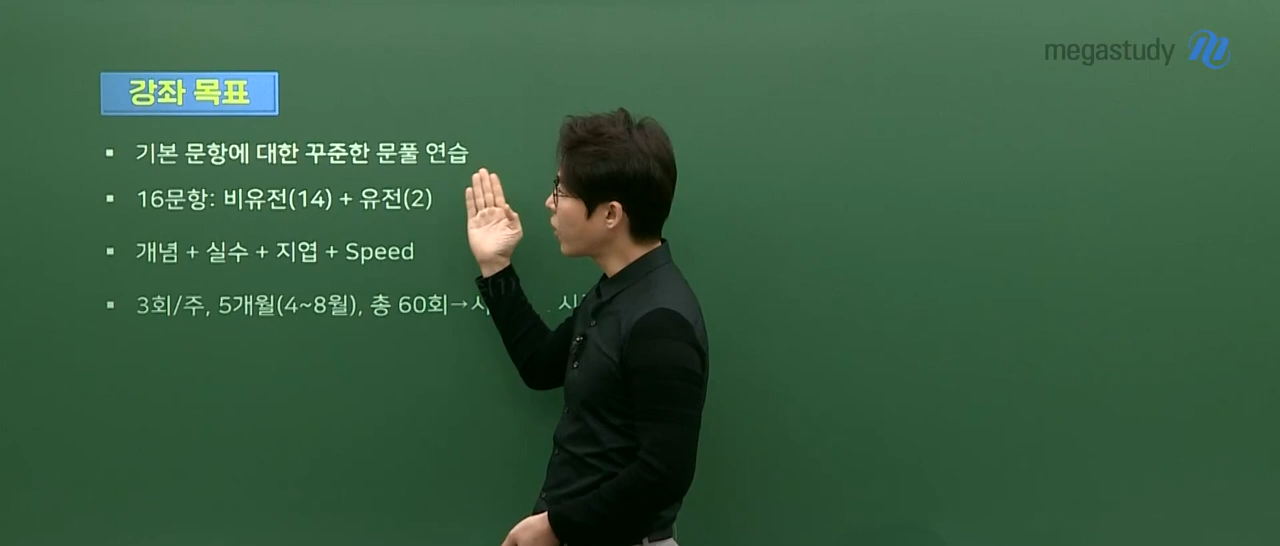 megastudy
강좌 목표
▪ 기본 문항에 대한 꾸준한 문풀 연습
▪ 16문항: 비유전(14) + 유전(2)
▪ 개념 + 실수 + 지엽 + Speed
▪ 3회/주, 5개월(4~8월), 총 60회→